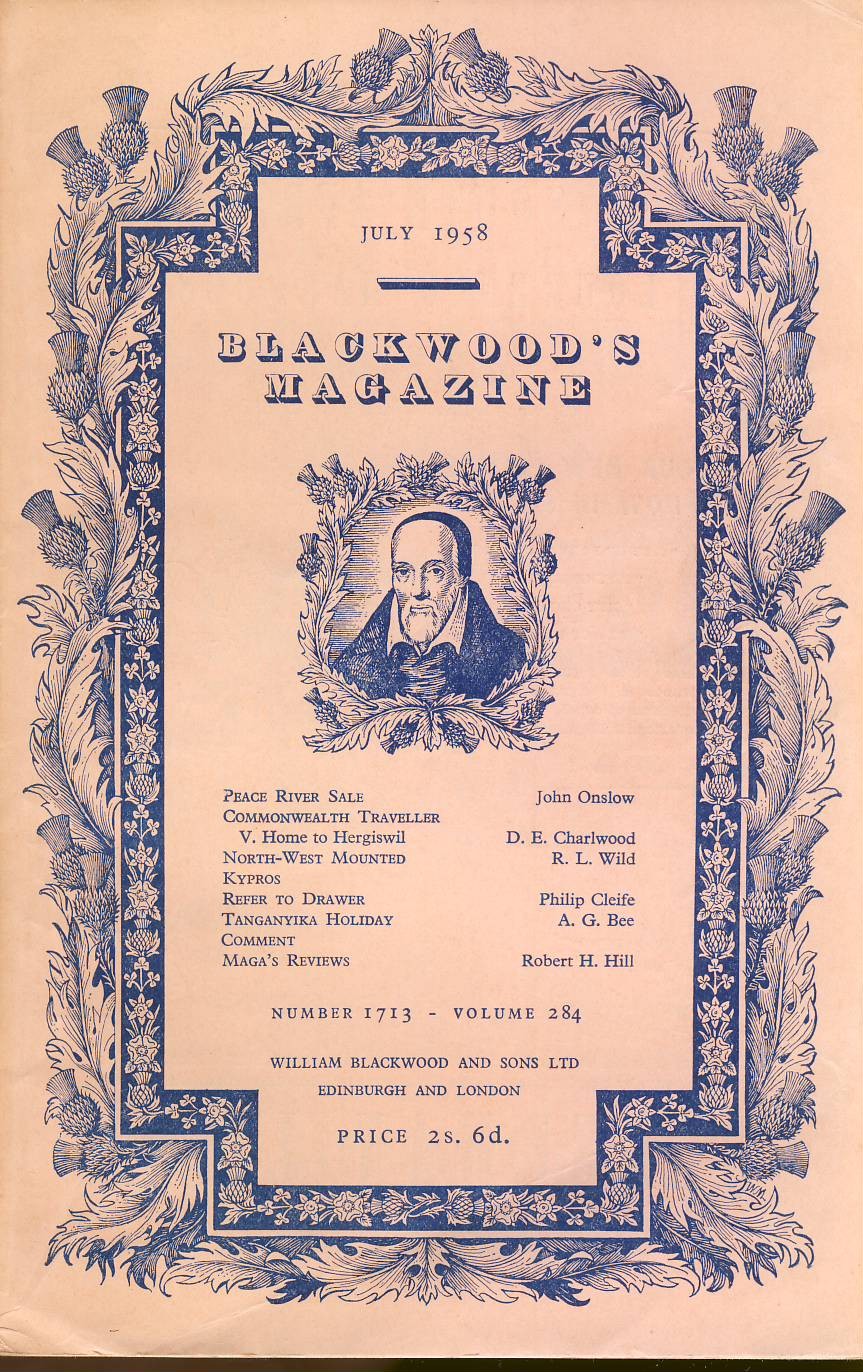 JULY 1958
BLACKWOOD'S
MAGAZINE
PEACE RIVER SALE John Onslow
COMMONWEALTH TRAVELLER
V. Home to Hergiswil D. E. Charlwood
NORTH-WEST MOUNTED R. L. Wild
KYPROS
REFER TO DRAWER Philip Cleife
TANGANYIKA HOLIDAY A. G. Bee
COMMENT
MAGA'S REVIEWS Robert H. Hill
NUMBER 1713 - VOLUME 284
WILLIAM BLACKWOOD AND SONS LTD
EDINBURGH AND LONDON
PRICE 2s. 6d.